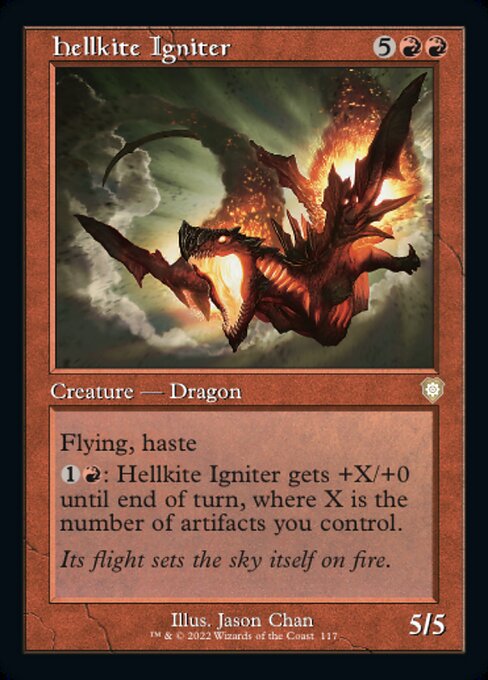 Hellkite Igniter 5
Creature — Dragon
Flying, haste
1 : Hellkite Igniter gets +X/+0
until end of turn, where X is the
number of artifacts you control.
Its flight sets the sky itself on fire.
Illus. Jason Chan
™ & © 2022 Wizards of the Coast 117
5/5